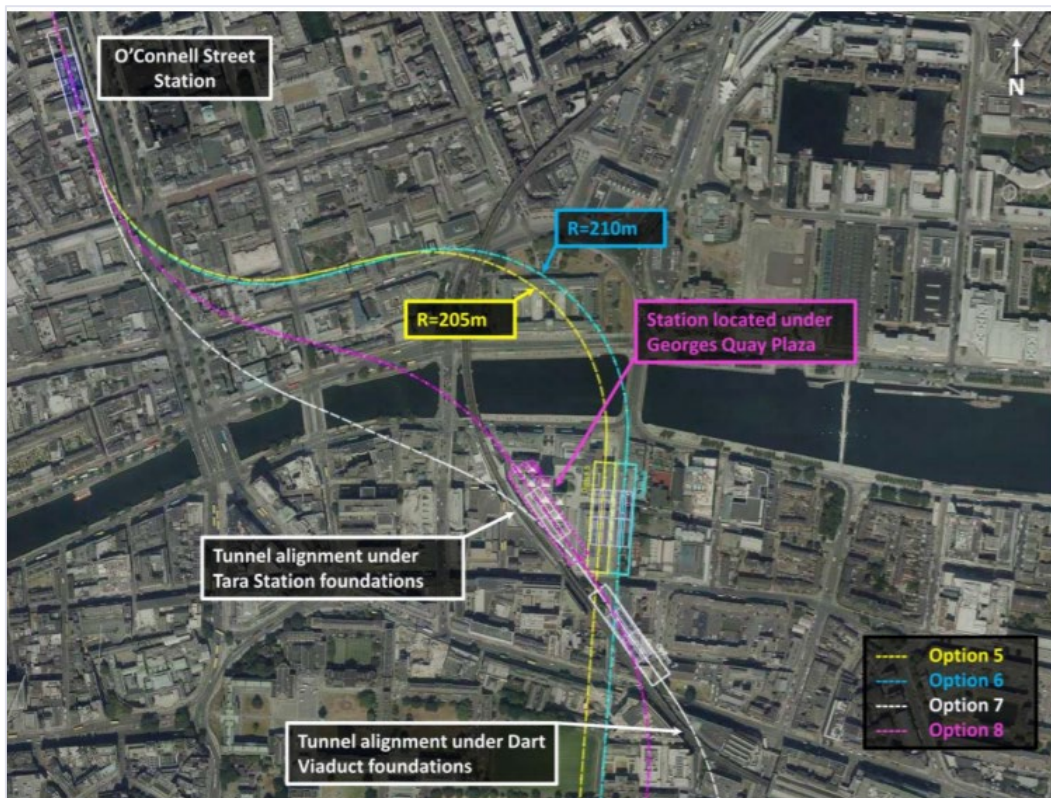 O'Connell Street
Station
N
R=210m
R=205m
Station located under
Georges Quay Plaza
Tunnel alignment under
Tara Station foundations
Tunnel alignment under Dart
Viaduct foundations
Option 5
Option 6
Option 7
Option 8